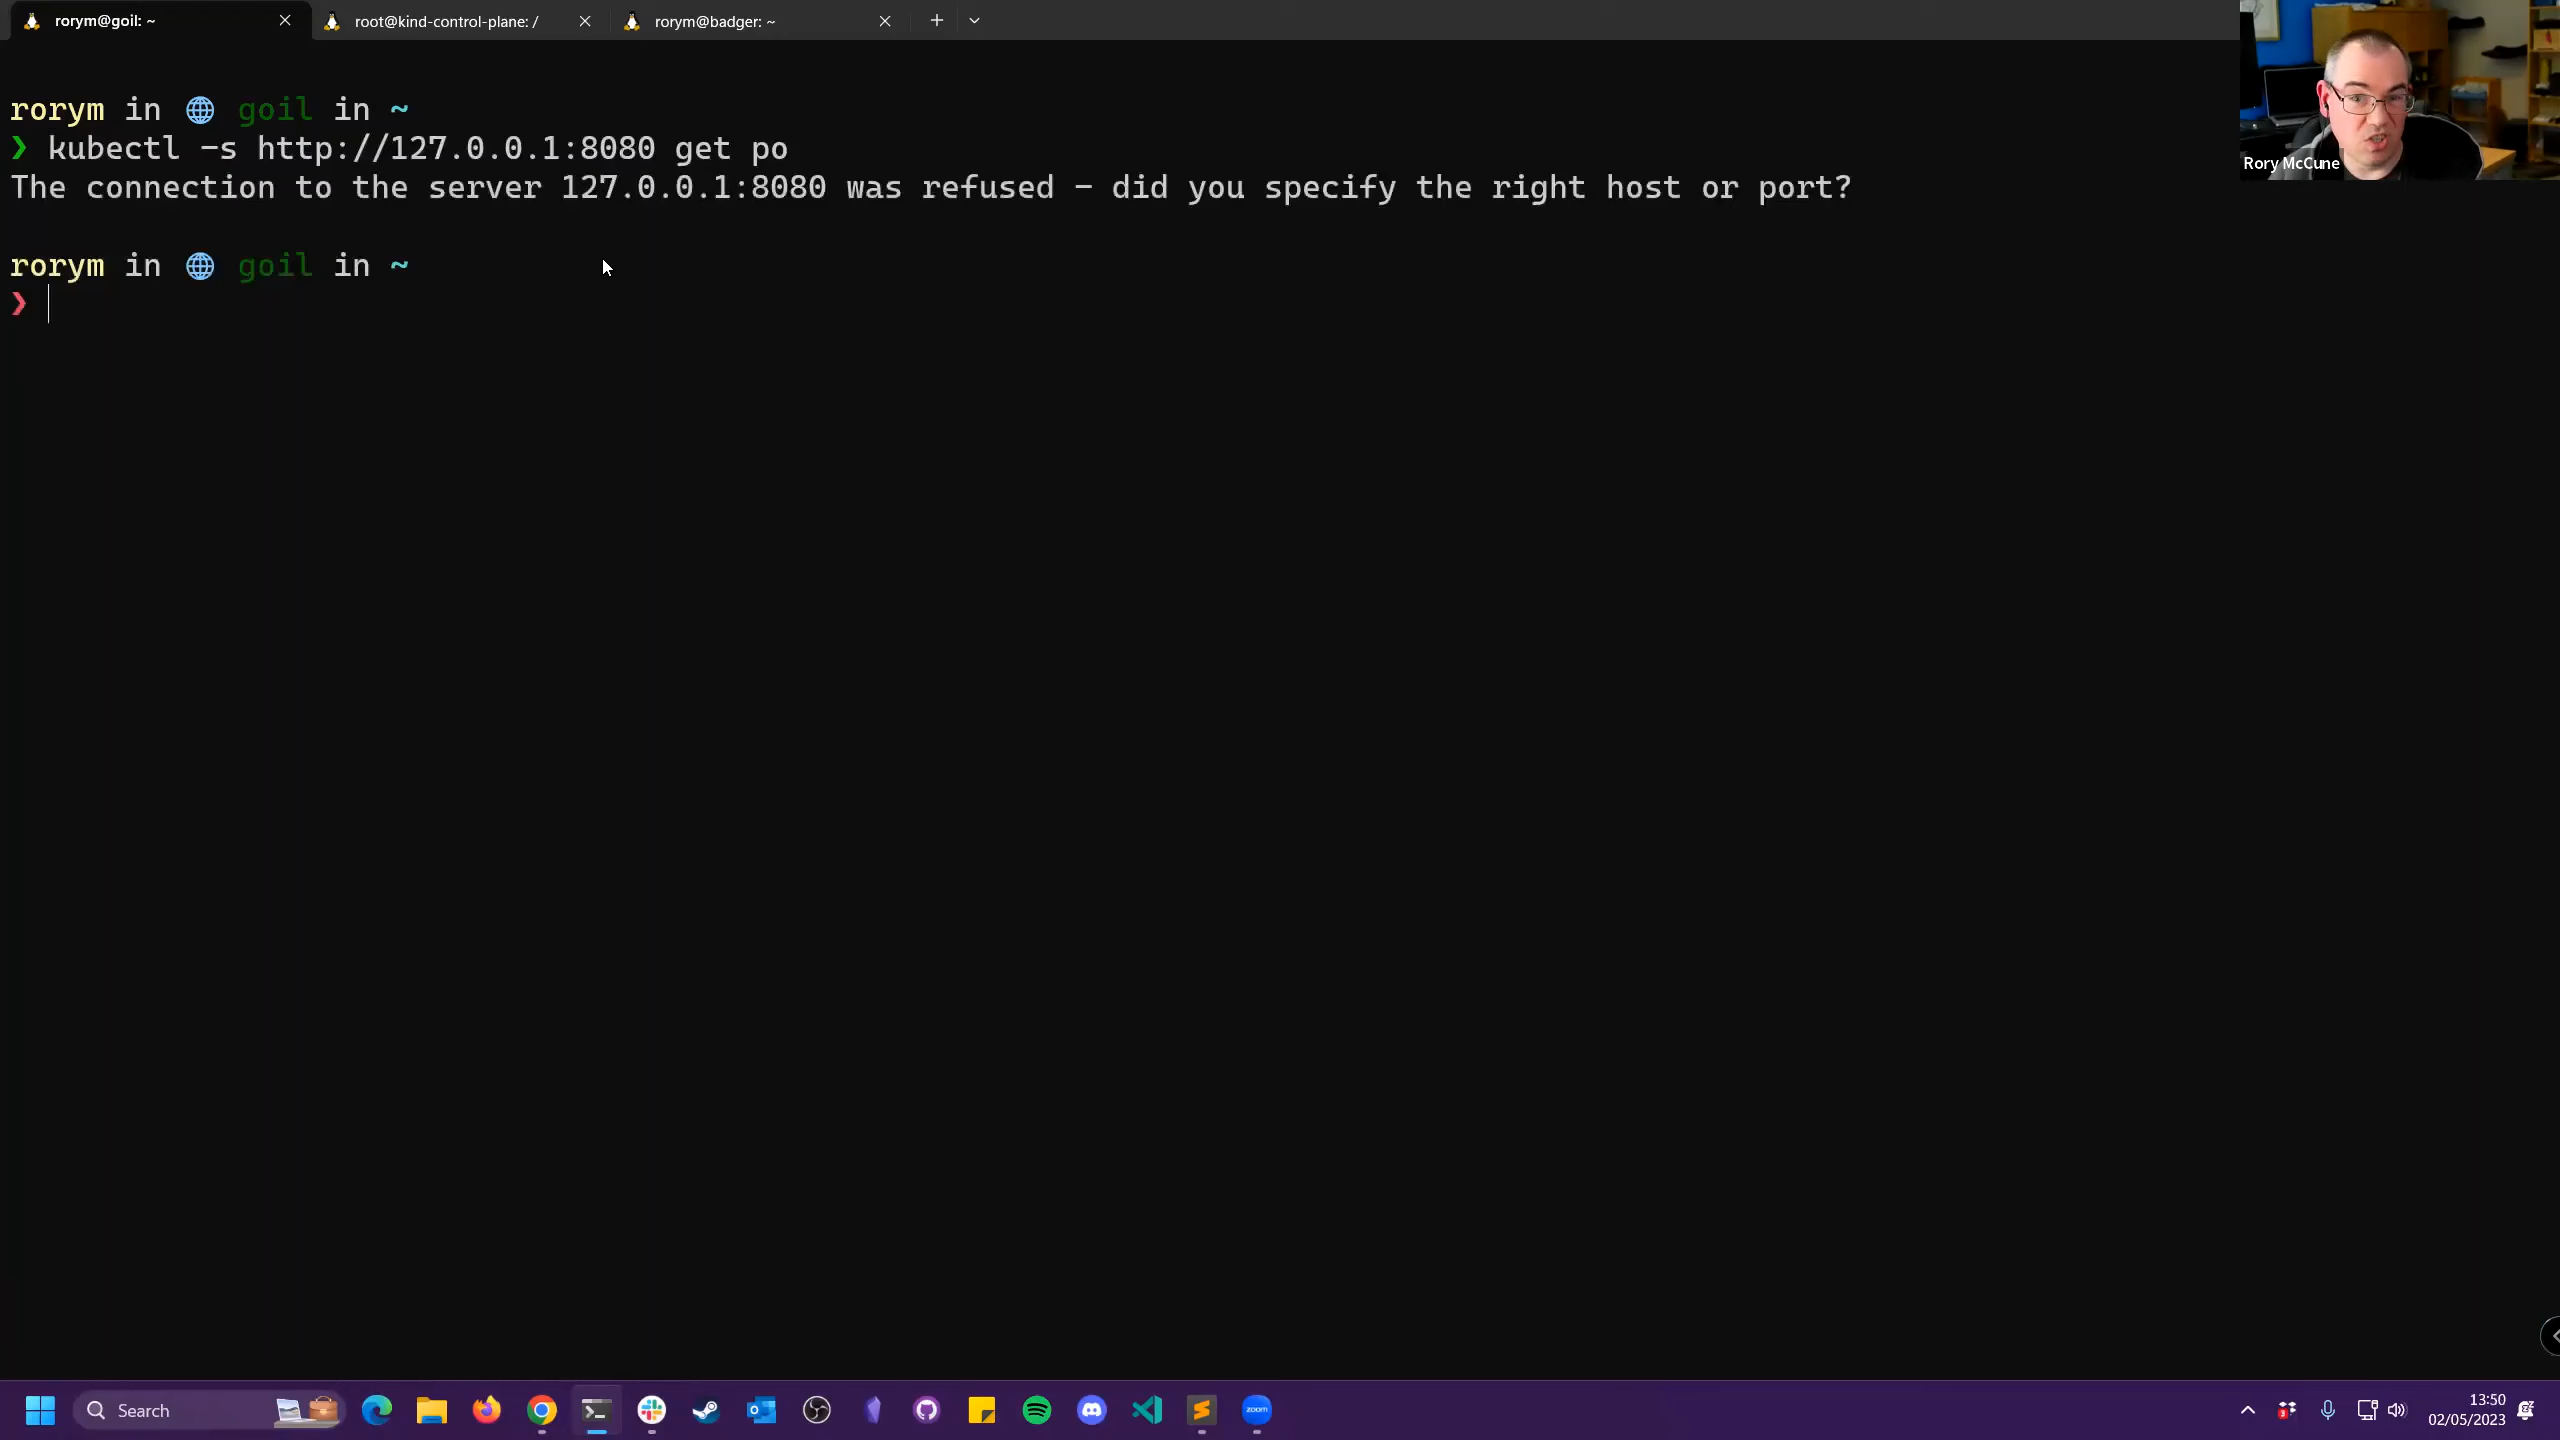 rorym@goil: ~
root@kind-control-plane: /
rorym@badger: ~
rorym in goil in ~
❯ kubectl -s http://127.0.0.1:8080 get po
The connection to the server 127.0.0.1:8080 was refused - did you specify the right host or port?
rorym in goil in ~
❯
Rory McCune
Search
zoom
13:50
02/05/2023